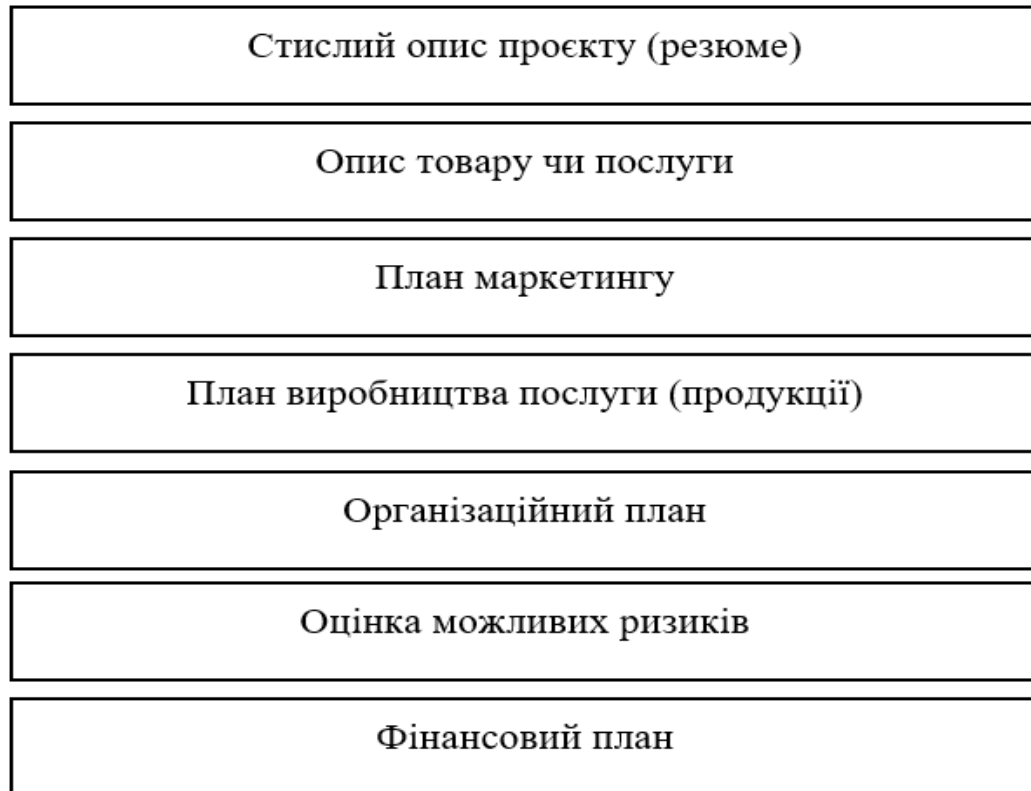 Стислий опис проєкту (резюме)
Опис товару чи послуги
План маркетингу
План виробництва послуги (продукції)
Організаційний план
Оцінка можливих ризиків
Фінансовий план